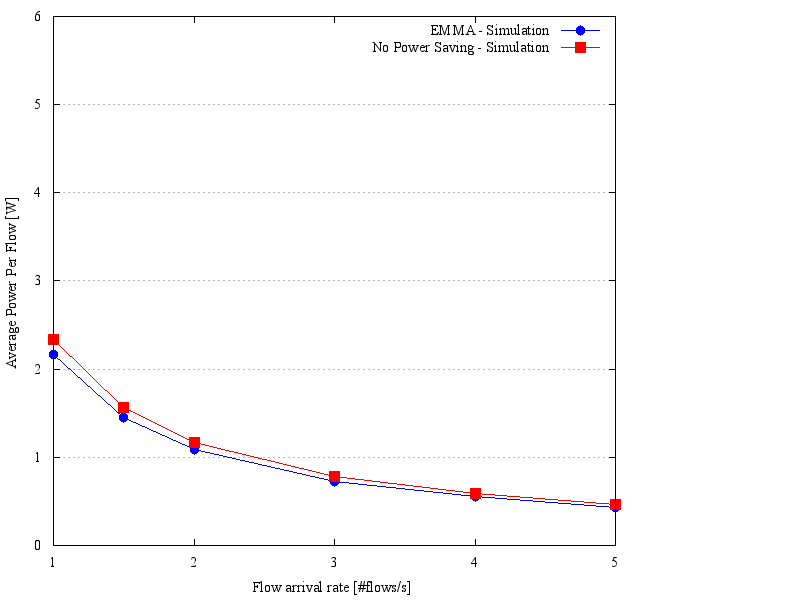 EMMA - Simulation
No Power Saving - Simulation
6
5
4
3
2
1
0
Average Power Per Flow [W]
1 2 3 4 5
Flow arrival rate [#flows/s]